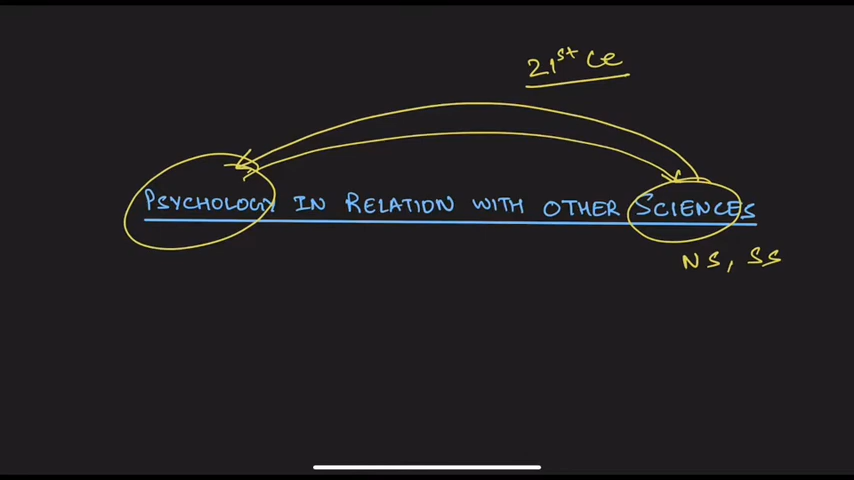 21st Ce
PSYCHOLOGY IN RELATION WITH OTHER SCIENCES
NS, SS